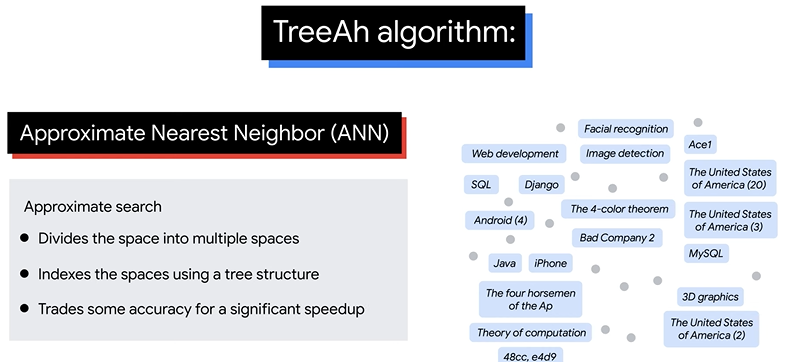 TreeAh algorithm:
Approximate Nearest Neighbor (ANN)
Approximate search
● Divides the space into multiple spaces
● Indexes the spaces using a tree structure
● Trades some accuracy for a significant speedup
Facial recognition
Ace1
Web development
Image detection
The United States
of America (20)
SQL
Django
The 4-color theorem
The United States
of America (3)
Android (4)
Bad Company 2
MySQL
Java
iPhone
The four horsemen
of the Ap
3D graphics
Theory of computation
The United States
of America (2)
48cc, e4d9